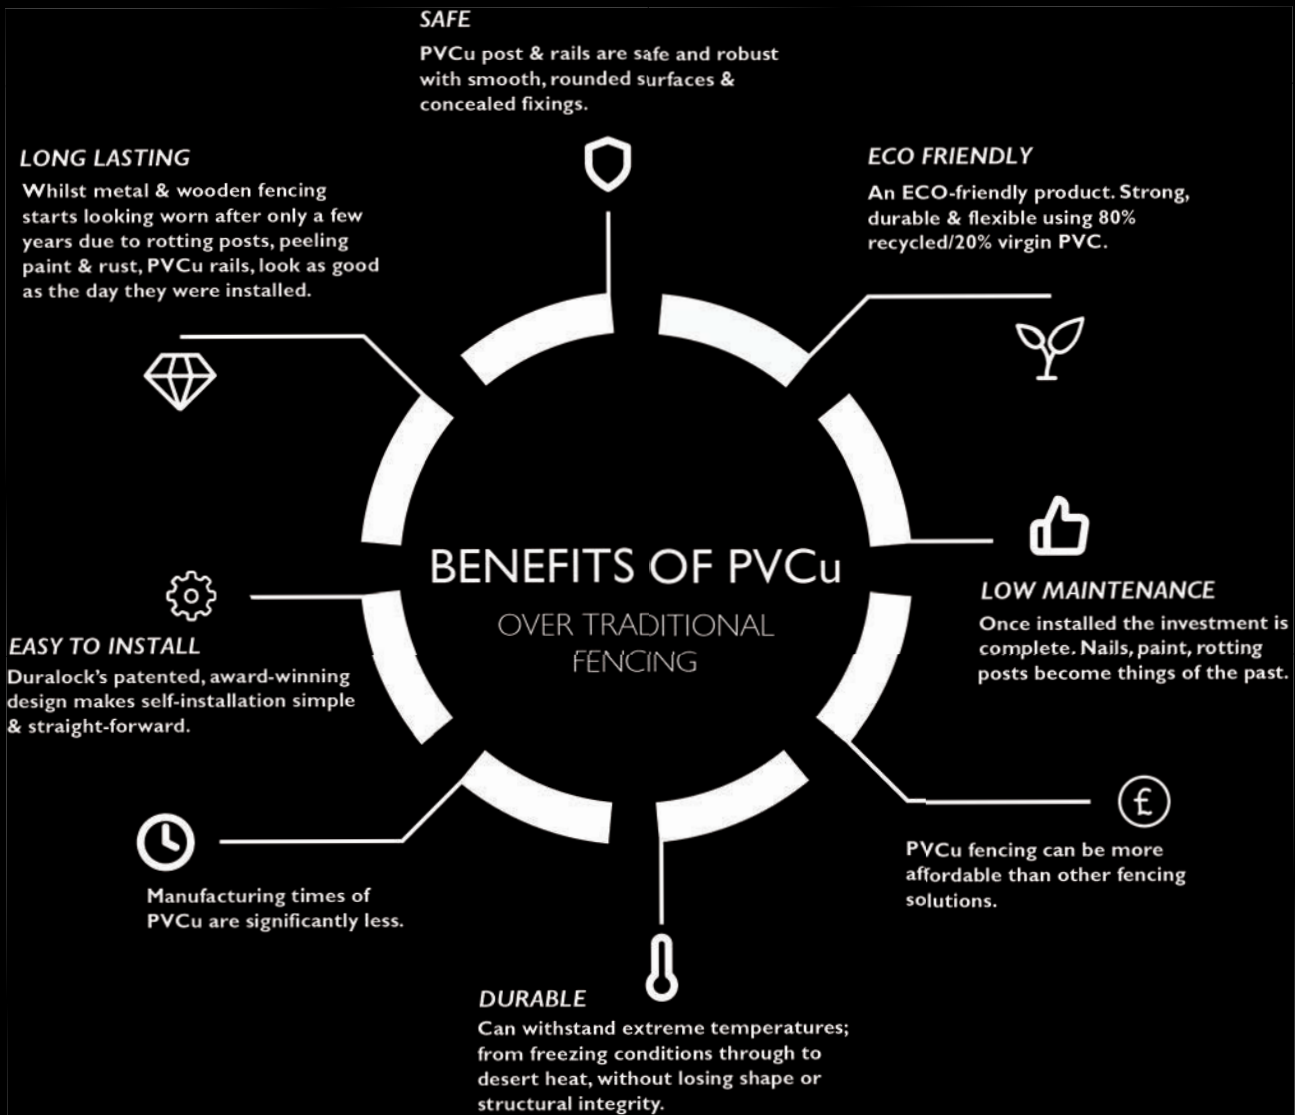 SAFE
PVCu post & rails are safe and robust
with smooth, rounded surfaces &
concealed fixings.
LONG LASTING
Whilst metal & wooden fencing
starts looking worn after only a few
years due to rotting posts, peeling
paint & rust, PVCu rails, look as good
as the day they were installed.
ECO FRIENDLY
An ECO-friendly product. Strong,
durable & flexible using 80%
recycled/20% virgin PVC.
BENEFITS OF PVCu
OVER TRADITIONAL
FENCING
LOW MAINTENANCE
Once installed the investment is
complete. Nails, paint, rotting
posts become things of the past.
EASY TO INSTALL
Duralock's patented, award-winning
design makes self-installation simple
& straight-forward.
£
PVCu fencing can be more
affordable than other fencing
solutions.
Manufacturing times of
PVCu are significantly less.
DURABLE
Can withstand extreme temperatures;
from freezing conditions through to
desert heat, without losing shape or
structural integrity.